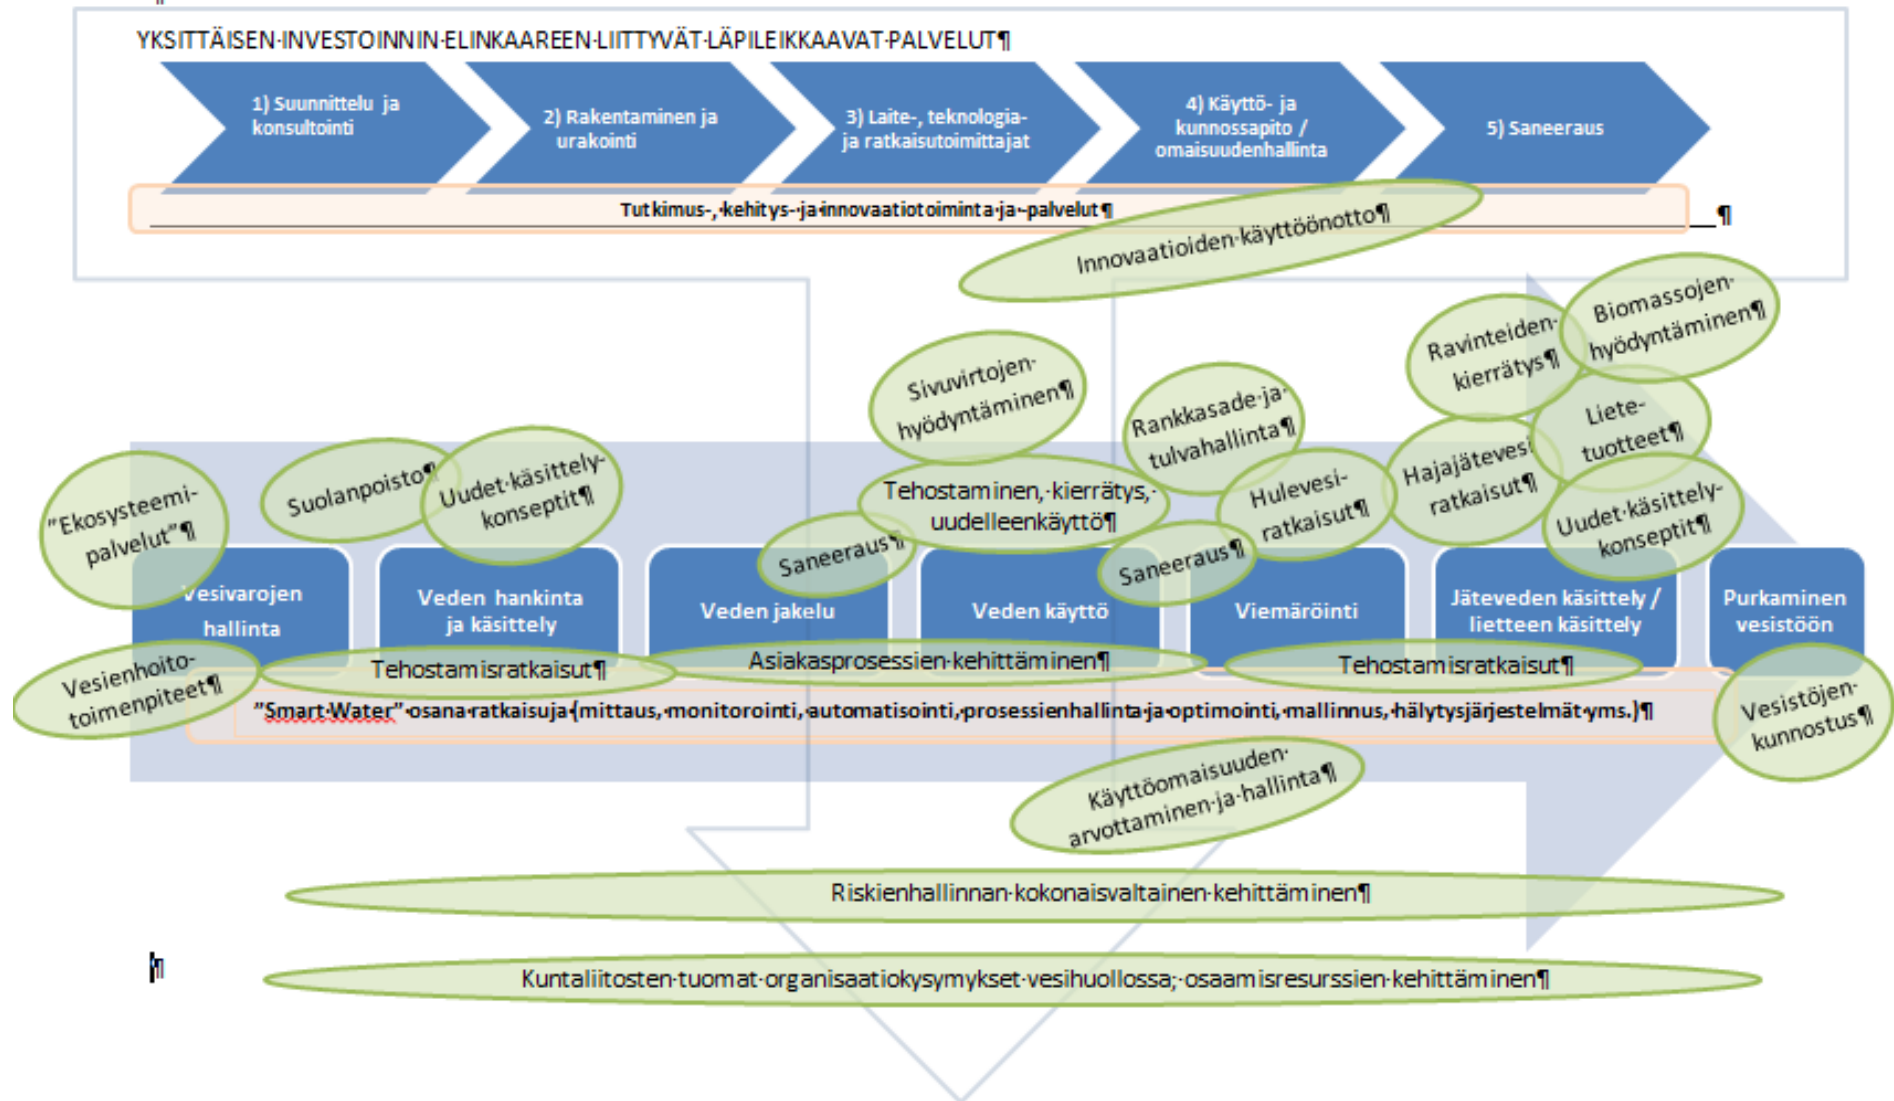 YKSITTÄISEN·INVESTOINNIN·ELINKAAREEN·LIITTYVÄT·LÄPILEIKKAAVAT·PALVELUT¶
1) Suunnittelu ja
konsultointi
2) Rakentaminen ja
urakointi
3) Laite-, teknologia-
ja ratkaisutoimittajat
4) Käyttö- ja
kunnossapito /
omaisuudenhallinta
5) Saneeraus
Tutkimus-,·kehitys-·ja·innovaatiotoiminta·ja·-palvelut¶
¶
Innovaatioiden·käyttöönotto¶
Biomassojen·
hyödyntäminen¶
Ravinteiden·
kierrätys¶
Sivuvirtojen·
hyödyntäminen¶
Rankkasade·ja·
tulvahallinta¶
Liete-
tuotteet¶
Hajajätevesi
ratkaisut¶
Suolanpoisto¶
Uudet·käsittely-
konseptit¶
Tehostaminen,·kierrätys,·
uudelleenkäyttö¶
Hulevesi-
ratkaisut¶
Uudet·käsittely-
konseptit¶
"Ekosysteemi-
palvelut"¶
Saneeraus¶
Saneeraus¶
Vesivarojen
hallinta
Veden hankinta
ja käsittely
Veden jakelu
Veden käyttö
Viemäröinti
Jäteveden käsittely /
lietteen käsittely
Purkaminen
vesistöön
Vesienhoito-
toimenpiteet¶
Tehostamisratkaisut¶
Asiakasprosessien·kehittäminen¶
Tehostamisratkaisut¶
Vesistöjen·
kunnostus¶
"Smart·Water"·osana·ratkaisuja·(mittaus,·monitorointi,·automatisointi,·prosessienhallinta·ja·optimointi,·mallinnus,·hälytysjärjestelmät·yms.)¶
Käyttöomaisuuden·
arvottaminen·ja·hallinta¶
Riskienhallinnan·kokonaisvaltainen·kehittäminen¶
¶
Kuntaliitosten·tuomat·organisaatiokysymykset·vesihuollossa;·osaamisresurssien·kehittäminen¶